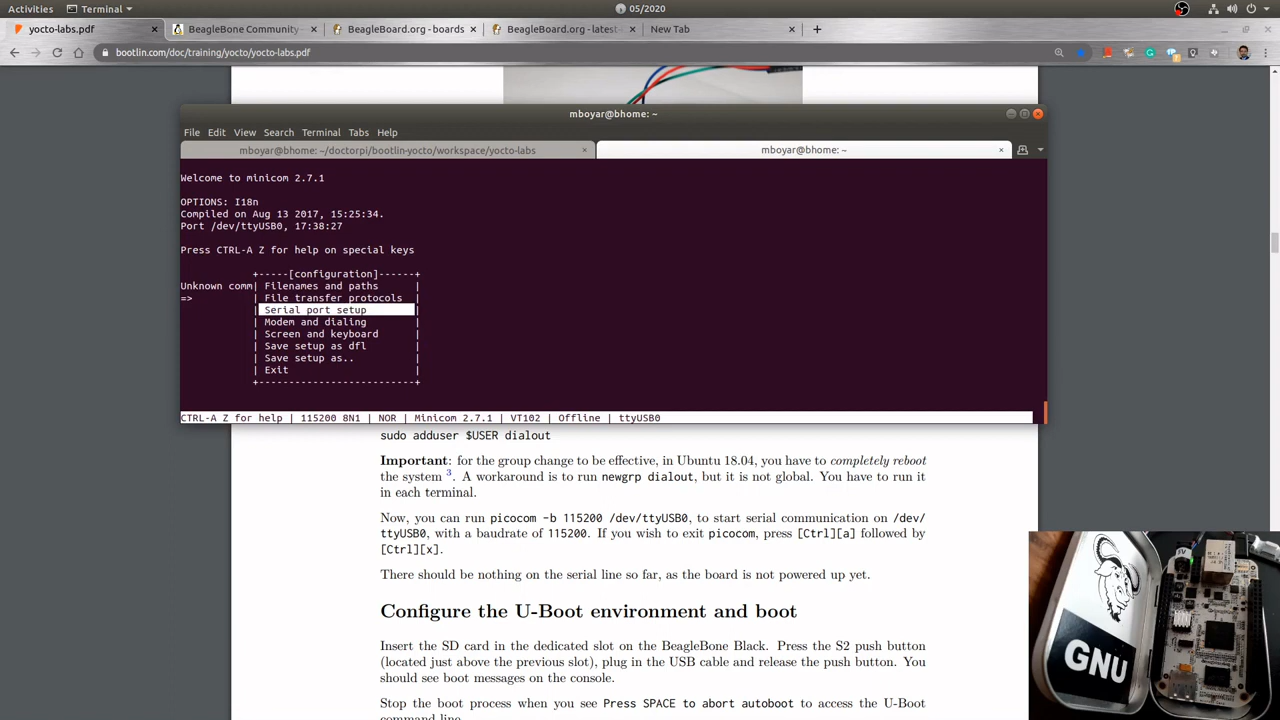 Activities
Terminal
05/2020
yocto-labs.pdf
BeagleBone Community
BeagleBoard.org - boards
BeagleBoard.org - latest-
New Tab
bootlin.com/doc/training/yocto/yocto-labs.pdf
mboyar@bhome: ~
File Edit View Search Terminal Tabs Help
mboyar@bhome: ~/doctorpi/bootlin-yocto/workspace/yocto-labs
mboyar@bhome: ~
Welcome to minicom 2.7.1
OPTIONS: I18n
Compiled on Aug 13 2017, 15:25:34.
Port /dev/ttyUSB0, 17:38:27
Press CTRL-A Z for help on special keys
+-----[configuration]------+
Unknown comm| Filenames and paths |
=> | File transfer protocols |
| Serial port setup |
| Modem and dialing |
| Screen and keyboard |
| Save setup as dfl |
| Save setup as.. |
| Exit |
+--------------------------+
CTRL-A Z for help | 115200 8N1 | NOR | Minicom 2.7.1 | VT102 | Offline | ttyUSB0
sudo adduser $USER dialout
Important: for the group change to be effective, in Ubuntu 18.04, you have to completely reboot
the system 3. A workaround is to run newgrp dialout, but it is not global. You have to run it
in each terminal.
Now, you can run picocom -b 115200 /dev/ttyUSB0, to start serial communication on /dev/
ttyUSB0, with a baudrate of 115200. If you wish to exit picocom, press [Ctrl][a] followed by
[Ctrl][x].
There should be nothing on the serial line so far, as the board is not powered up yet.
Configure the U-Boot environment and boot
Insert the SD card in the dedicated slot on the BeagleBone Black. Press the S2 push button
(located just above the previous slot), plug in the USB cable and release the push button. You
should see boot messages on the console.
Stop the boot process when you see Press SPACE to abort autoboot to access the U-Boot
command line.
GNU
5V